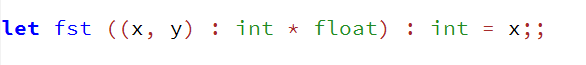 let fst ((x, y) : int * float) : int = x;;